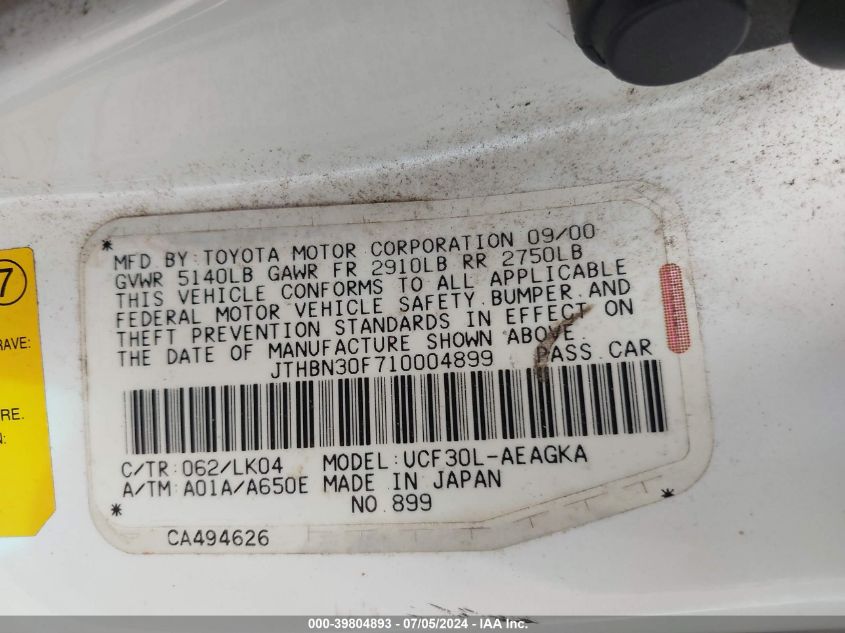 MFD BY: TOYOTA MOTOR CORPORATION 09/00
GVWR 5140LB GAWR FR 2910LB RR 2750LB
THIS VEHICLE CONFORMS TO ALL APPLICABLE
FEDERAL MOTOR VEHICLE SAFETY, BUMPER, AND
THEFT PREVENTION STANDARDS IN EFFECT ON
THE DATE OF MANUFACTURE SHOWN ABOVE.
JTHBN30F710004899 PASS. CAR
C/TR: 062/LK04 MODEL: UCF30L-AEAGKA
A/TM: A01A/A650E MADE IN JAPAN
NO. 899
CA494626
7
RAVE:
RE.
000-39804893 / 07/05/2024 - IAA Inc.